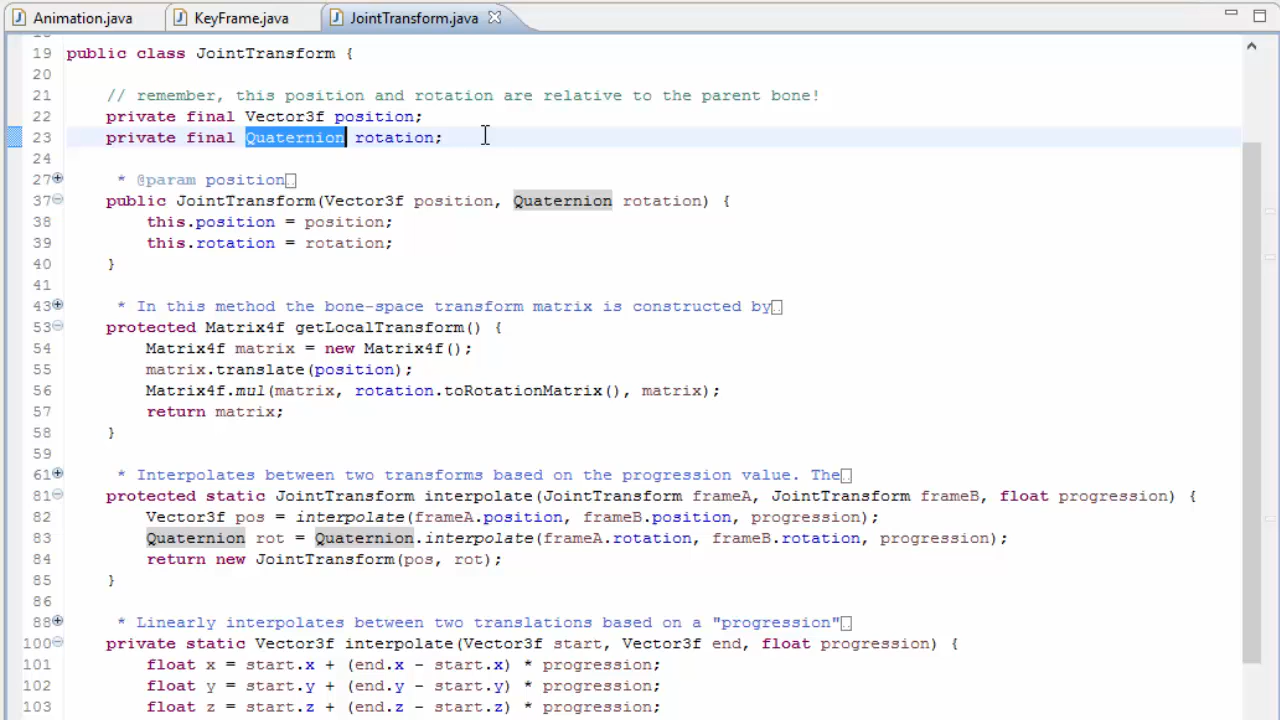 Animation.java KeyFrame.java JointTransform.java
19 public class JointTransform {
20
21 // remember, this position and rotation are relative to the parent bone!
22 private final Vector3f position;
23 private final Quaternion rotation;
24
27 * @param position
37 public JointTransform(Vector3f position, Quaternion rotation) {
38 this.position = position;
39 this.rotation = rotation;
40 }
41
43 * In this method the bone-space transform matrix is constructed by
53 protected Matrix4f getLocalTransform() {
54 Matrix4f matrix = new Matrix4f();
55 matrix.translate(position);
56 Matrix4f.mul(matrix, rotation.toRotationMatrix(), matrix);
57 return matrix;
58 }
59
61 * Interpolates between two transforms based on the progression value. The
81 protected static JointTransform interpolate(JointTransform frameA, JointTransform frameB, float progression) {
82 Vector3f pos = interpolate(frameA.position, frameB.position, progression);
83 Quaternion rot = Quaternion.interpolate(frameA.rotation, frameB.rotation, progression);
84 return new JointTransform(pos, rot);
85 }
86
88 * Linearly interpolates between two translations based on a "progression"
100 private static Vector3f interpolate(Vector3f start, Vector3f end, float progression) {
101 float x = start.x + (end.x - start.x) * progression;
102 float y = start.y + (end.y - start.y) * progression;
103 float z = start.z + (end.z - start.z) * progression;